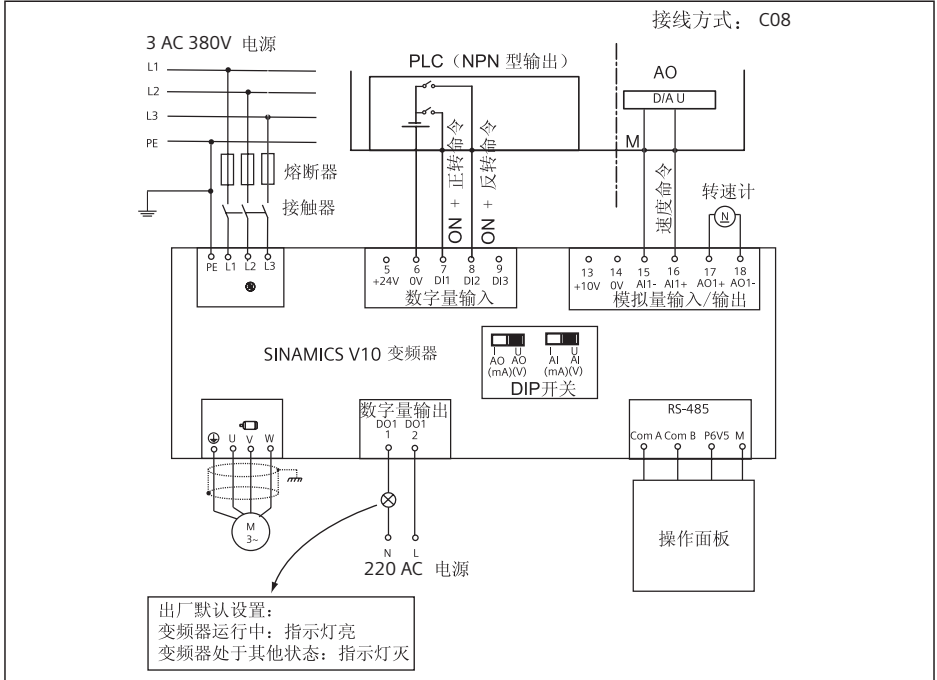 接线方式： C08
3 AC 380V 电源
L1
L2
L3
PE
熔断器
接触器
PLC（NPN 型输出）
ON + 正转命令
ON + 反转命令
AO
D/A U
M
速度命令
转速计
N
PE L1 L2 L3
5 6 7 8 9
+24V 0V DI1 DI2 DI3
数字量输入
13 14 15 16 17 18
+10V 0V AI1- AI1+ AO1+ AO1-
模拟量输入/输出
SINAMICS V10 变频器
I U I U
AO AO AI AI
(mA)(V) (mA)(V)
DIP开关
U V W
M
3~
数字量输出
DO1 DO1
1 2
N L
220 AC 电源
RS-485
Com A Com B P6V5 M
操作面板
出厂默认设置：
变频器运行中：指示灯亮
变频器处于其他状态：指示灯灭